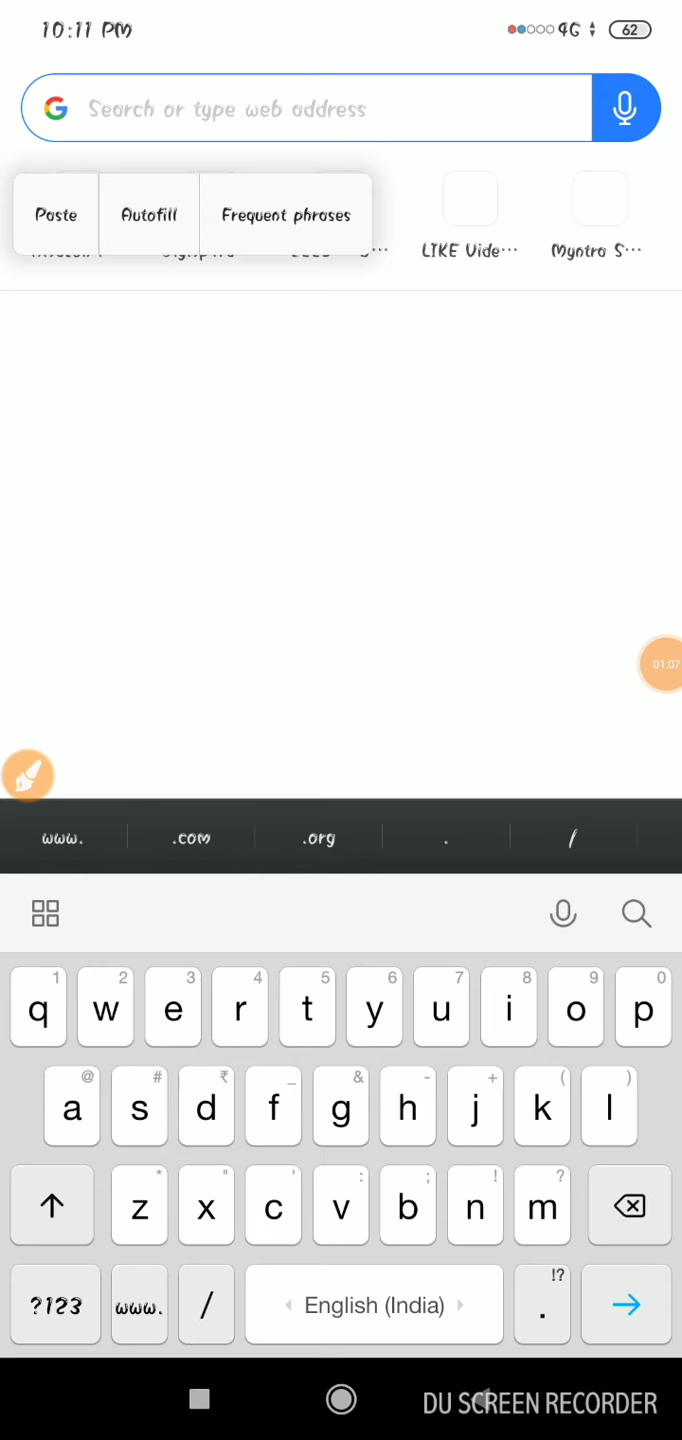 10:11 PM
4G
62
Search or type web address
Paste
Autofill
Frequent phrases
LIKE Vide...
Myntra S...
01:07
www.
.com
.org
.
/
1 2 3 4 5 6 7 8 9 0
q w e r t y u i o p
@ # ₹ _ & - + ( )
a s d f g h j k l
* " ' : ; ! ?
z x c v b n m
!?
?123
www.
/
English (India)
.
DU SCREEN RECORDER